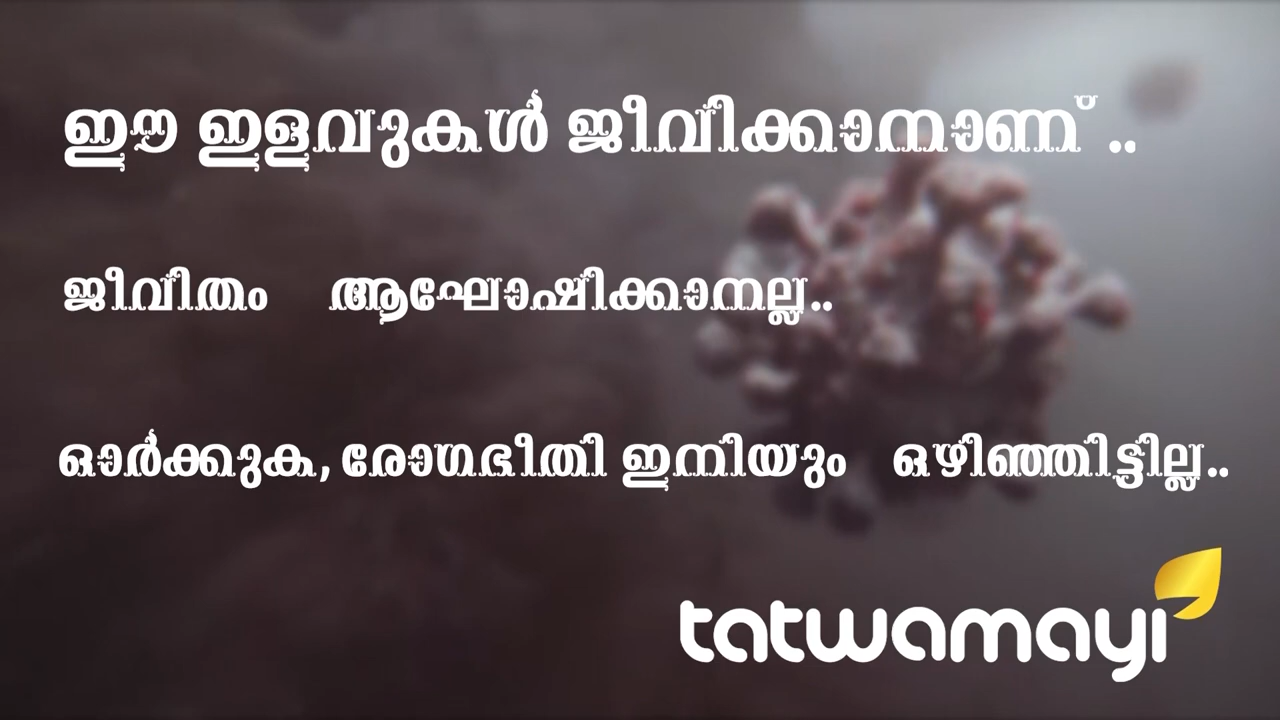 ഈ ഇളവുകൾ ജീവിക്കാനാണ് ..
ജീവിതം ആഘോഷിക്കാനല്ല..
ഓർക്കുക, രോഗഭീതി ഇനിയും ഒഴിഞ്ഞിട്ടില്ല..
tatwamayi